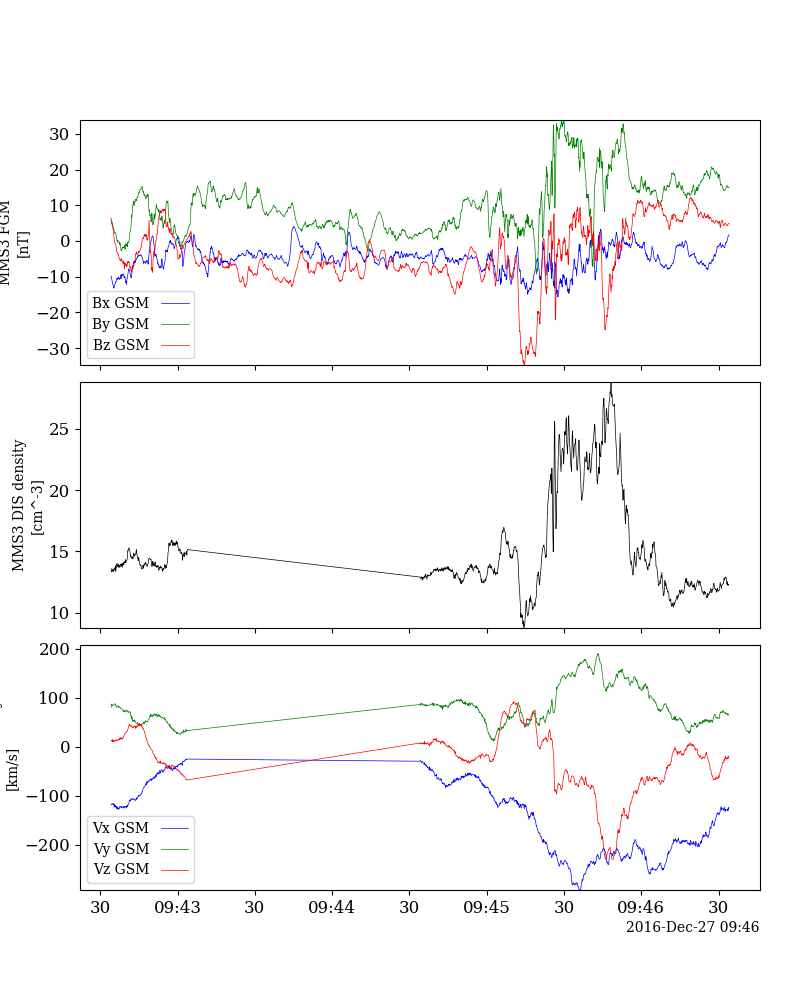 MMS3 FGM
[nT]
30
20
10
0
−10
−20
−30
Bx GSM
By GSM
Bz GSM
MMS3 DIS density
[cm^-3]
25
20
15
10
[km/s]
200
100
0
−100
−200
Vx GSM
Vy GSM
Vz GSM
30 09:43 30 09:44 30 09:45 30 09:46 30
2016-Dec-27 09:46